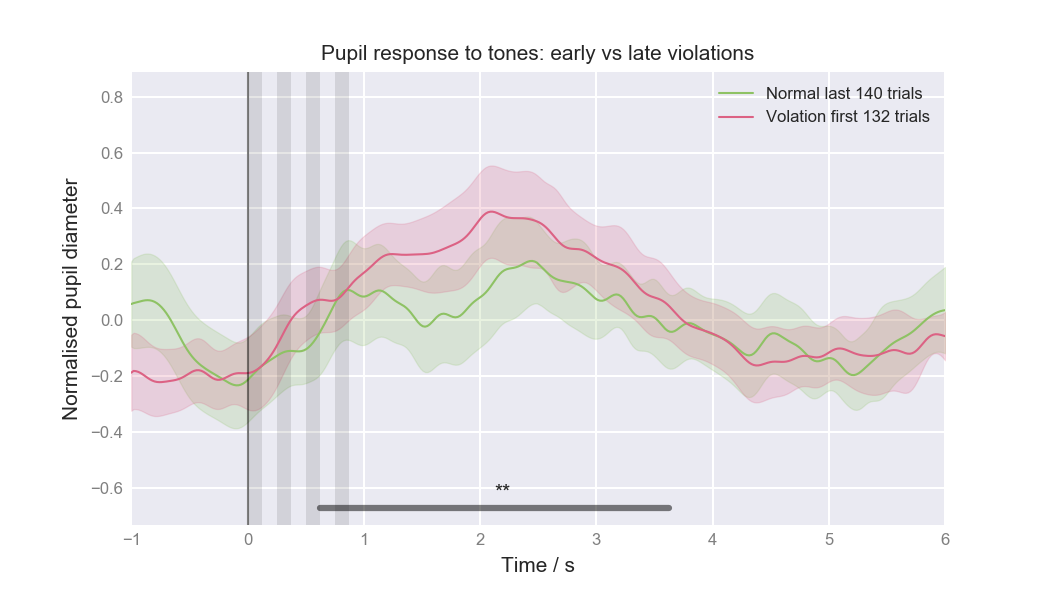 Pupil response to tones: early vs late violations
Normal last 140 trials
Volation first 132 trials
Normalised pupil diameter
0.8
0.6
0.4
0.2
0.0
−0.2
−0.4
−0.6
**
−1 0 1 2 3 4 5 6
Time / s